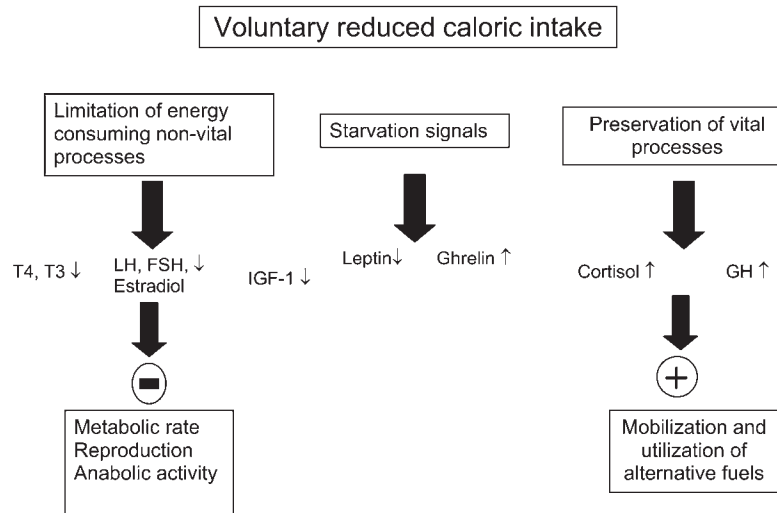 Voluntary reduced caloric intake
Limitation of energy
consuming non-vital
processes
Starvation signals
Preservation of vital
processes
T4, T3 ↓
LH, FSH, ↓
Estradiol
IGF-1 ↓
Leptin↓
Ghrelin ↑
Cortisol ↑
GH ↑
Metabolic rate
Reproduction
Anabolic activity
+
Mobilization and
utilization of
alternative fuels